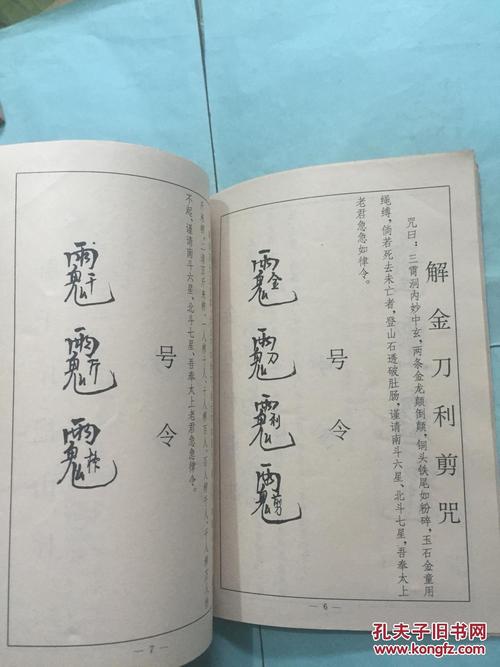 解金刀利剪咒
咒曰：三霄洞内妙中玄，两条金龙颠倒颠，铜头铁尾如粉碎，玉石金童用
绳缚，倘若死去未亡者，登山石透破肚肠，谨请南斗六星、北斗七星，吾奉太上
老君急急如律令。
号令
— 6 —
不起，谨请南斗六星、北斗七星，吾奉太上老君急急律令。
号令
— 7 —
孔夫子旧书网
www.kongfz.com